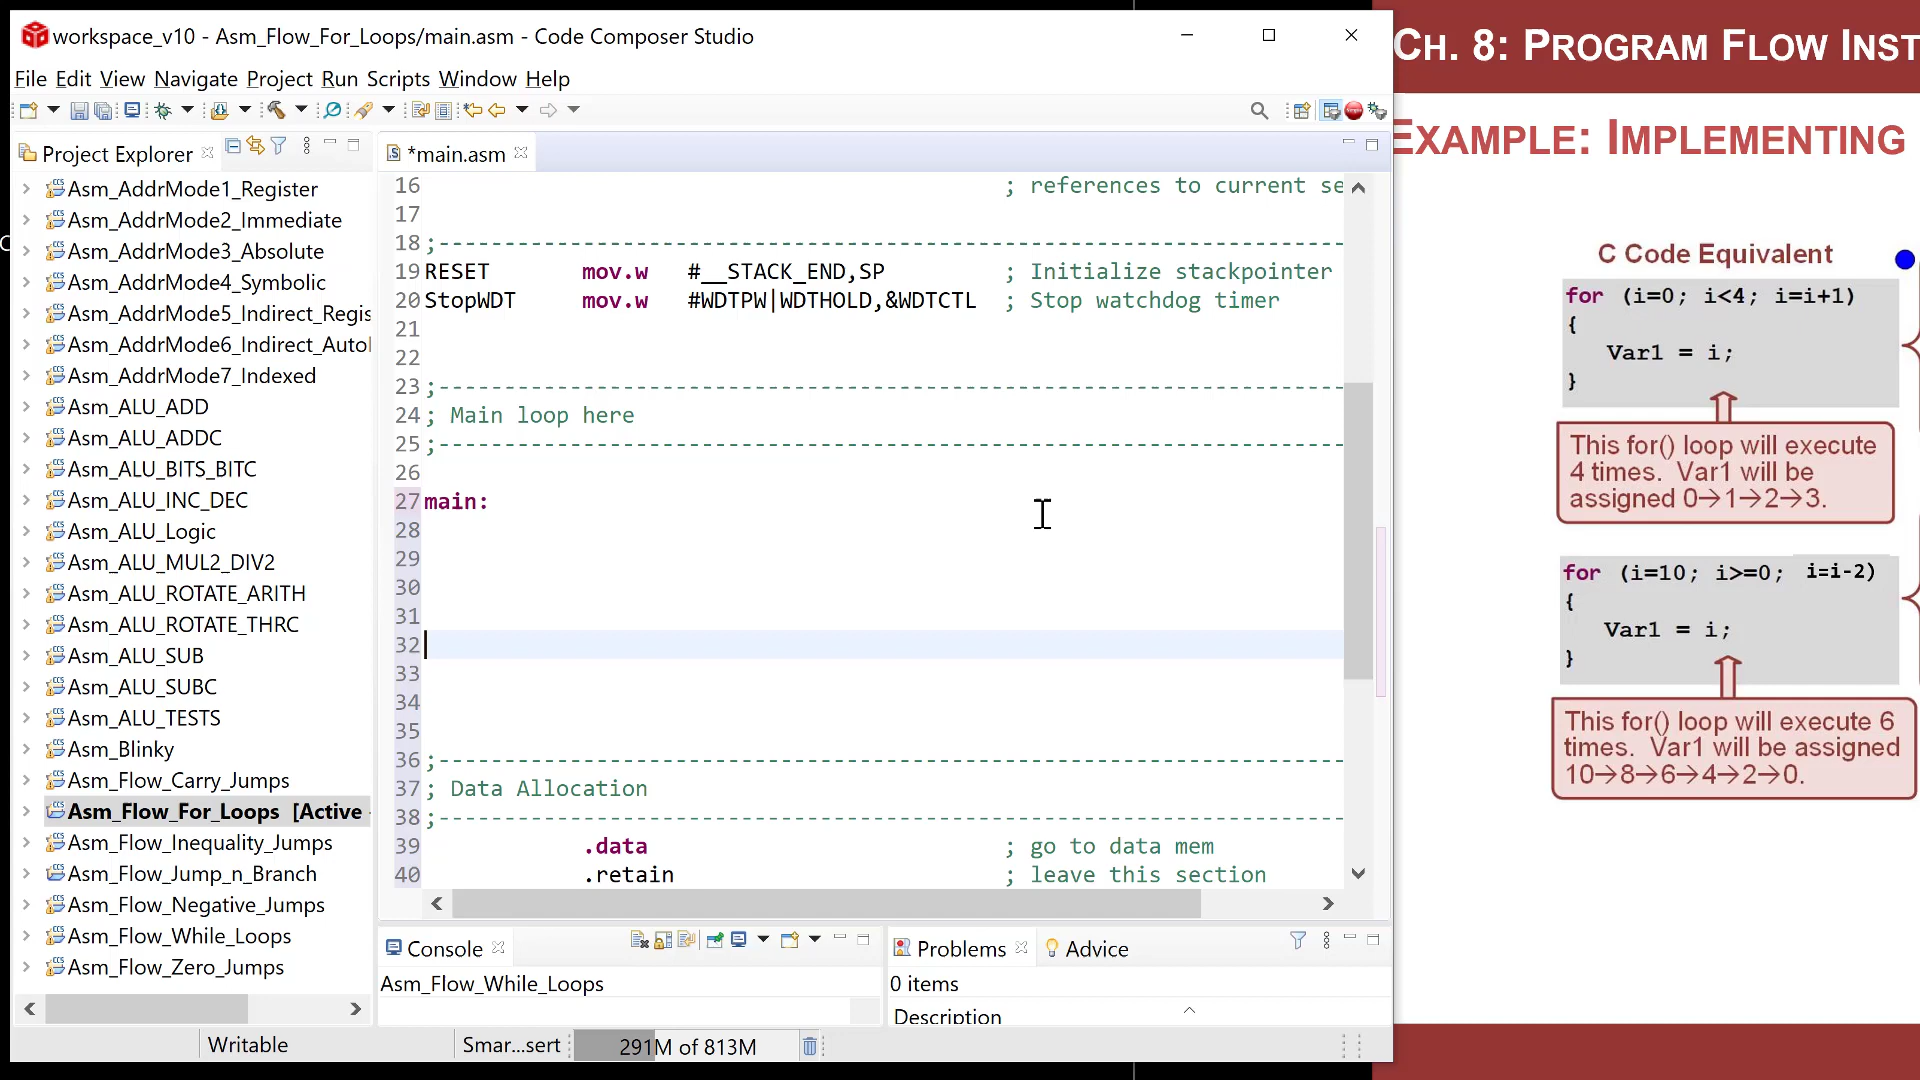 workspace_v10 - Asm_Flow_For_Loops/main.asm - Code Composer Studio
File Edit View Navigate Project Run Scripts Window Help
Project Explorer
Asm_AddrMode1_Register
Asm_AddrMode2_Immediate
Asm_AddrMode3_Absolute
Asm_AddrMode4_Symbolic
Asm_AddrMode5_Indirect_Regis
Asm_AddrMode6_Indirect_AutoI
Asm_AddrMode7_Indexed
Asm_ALU_ADD
Asm_ALU_ADDC
Asm_ALU_BITS_BITC
Asm_ALU_INC_DEC
Asm_ALU_Logic
Asm_ALU_MUL2_DIV2
Asm_ALU_ROTATE_ARITH
Asm_ALU_ROTATE_THRC
Asm_ALU_SUB
Asm_ALU_SUBC
Asm_ALU_TESTS
Asm_Blinky
Asm_Flow_Carry_Jumps
Asm_Flow_For_Loops [Active -
Asm_Flow_Inequality_Jumps
Asm_Flow_Jump_n_Branch
Asm_Flow_Negative_Jumps
Asm_Flow_While_Loops
Asm_Flow_Zero_Jumps
*main.asm
16 ; references to current se
17
18 ;---------------------------------------------------------------------
19 RESET mov.w #__STACK_END,SP ; Initialize stackpointer
20 StopWDT mov.w #WDTPW|WDTHOLD,&WDTCTL ; Stop watchdog timer
21
22
23 ;---------------------------------------------------------------------
24 ; Main loop here
25 ;---------------------------------------------------------------------
26
27 main:
28
29
30
31
32
33
34
35
36 ;---------------------------------------------------------------------
37 ; Data Allocation
38 ;---------------------------------------------------------------------
39 .data ; go to data mem
40 .retain ; leave this section
Console
Asm_Flow_While_Loops
Problems Advice
0 items
Description
Writable
Smar...sert
291M of 813M
CH. 8: PROGRAM FLOW INST
EXAMPLE: IMPLEMENTING
C Code Equivalent
for (i=0; i<4; i=i+1)
{
Var1 = i;
}
This for() loop will execute
4 times. Var1 will be
assigned 0→1→2→3.
for (i=10; i>=0; i=i-2)
{
Var1 = i;
}
This for() loop will execute 6
times. Var1 will be assigned
10→8→6→4→2→0.